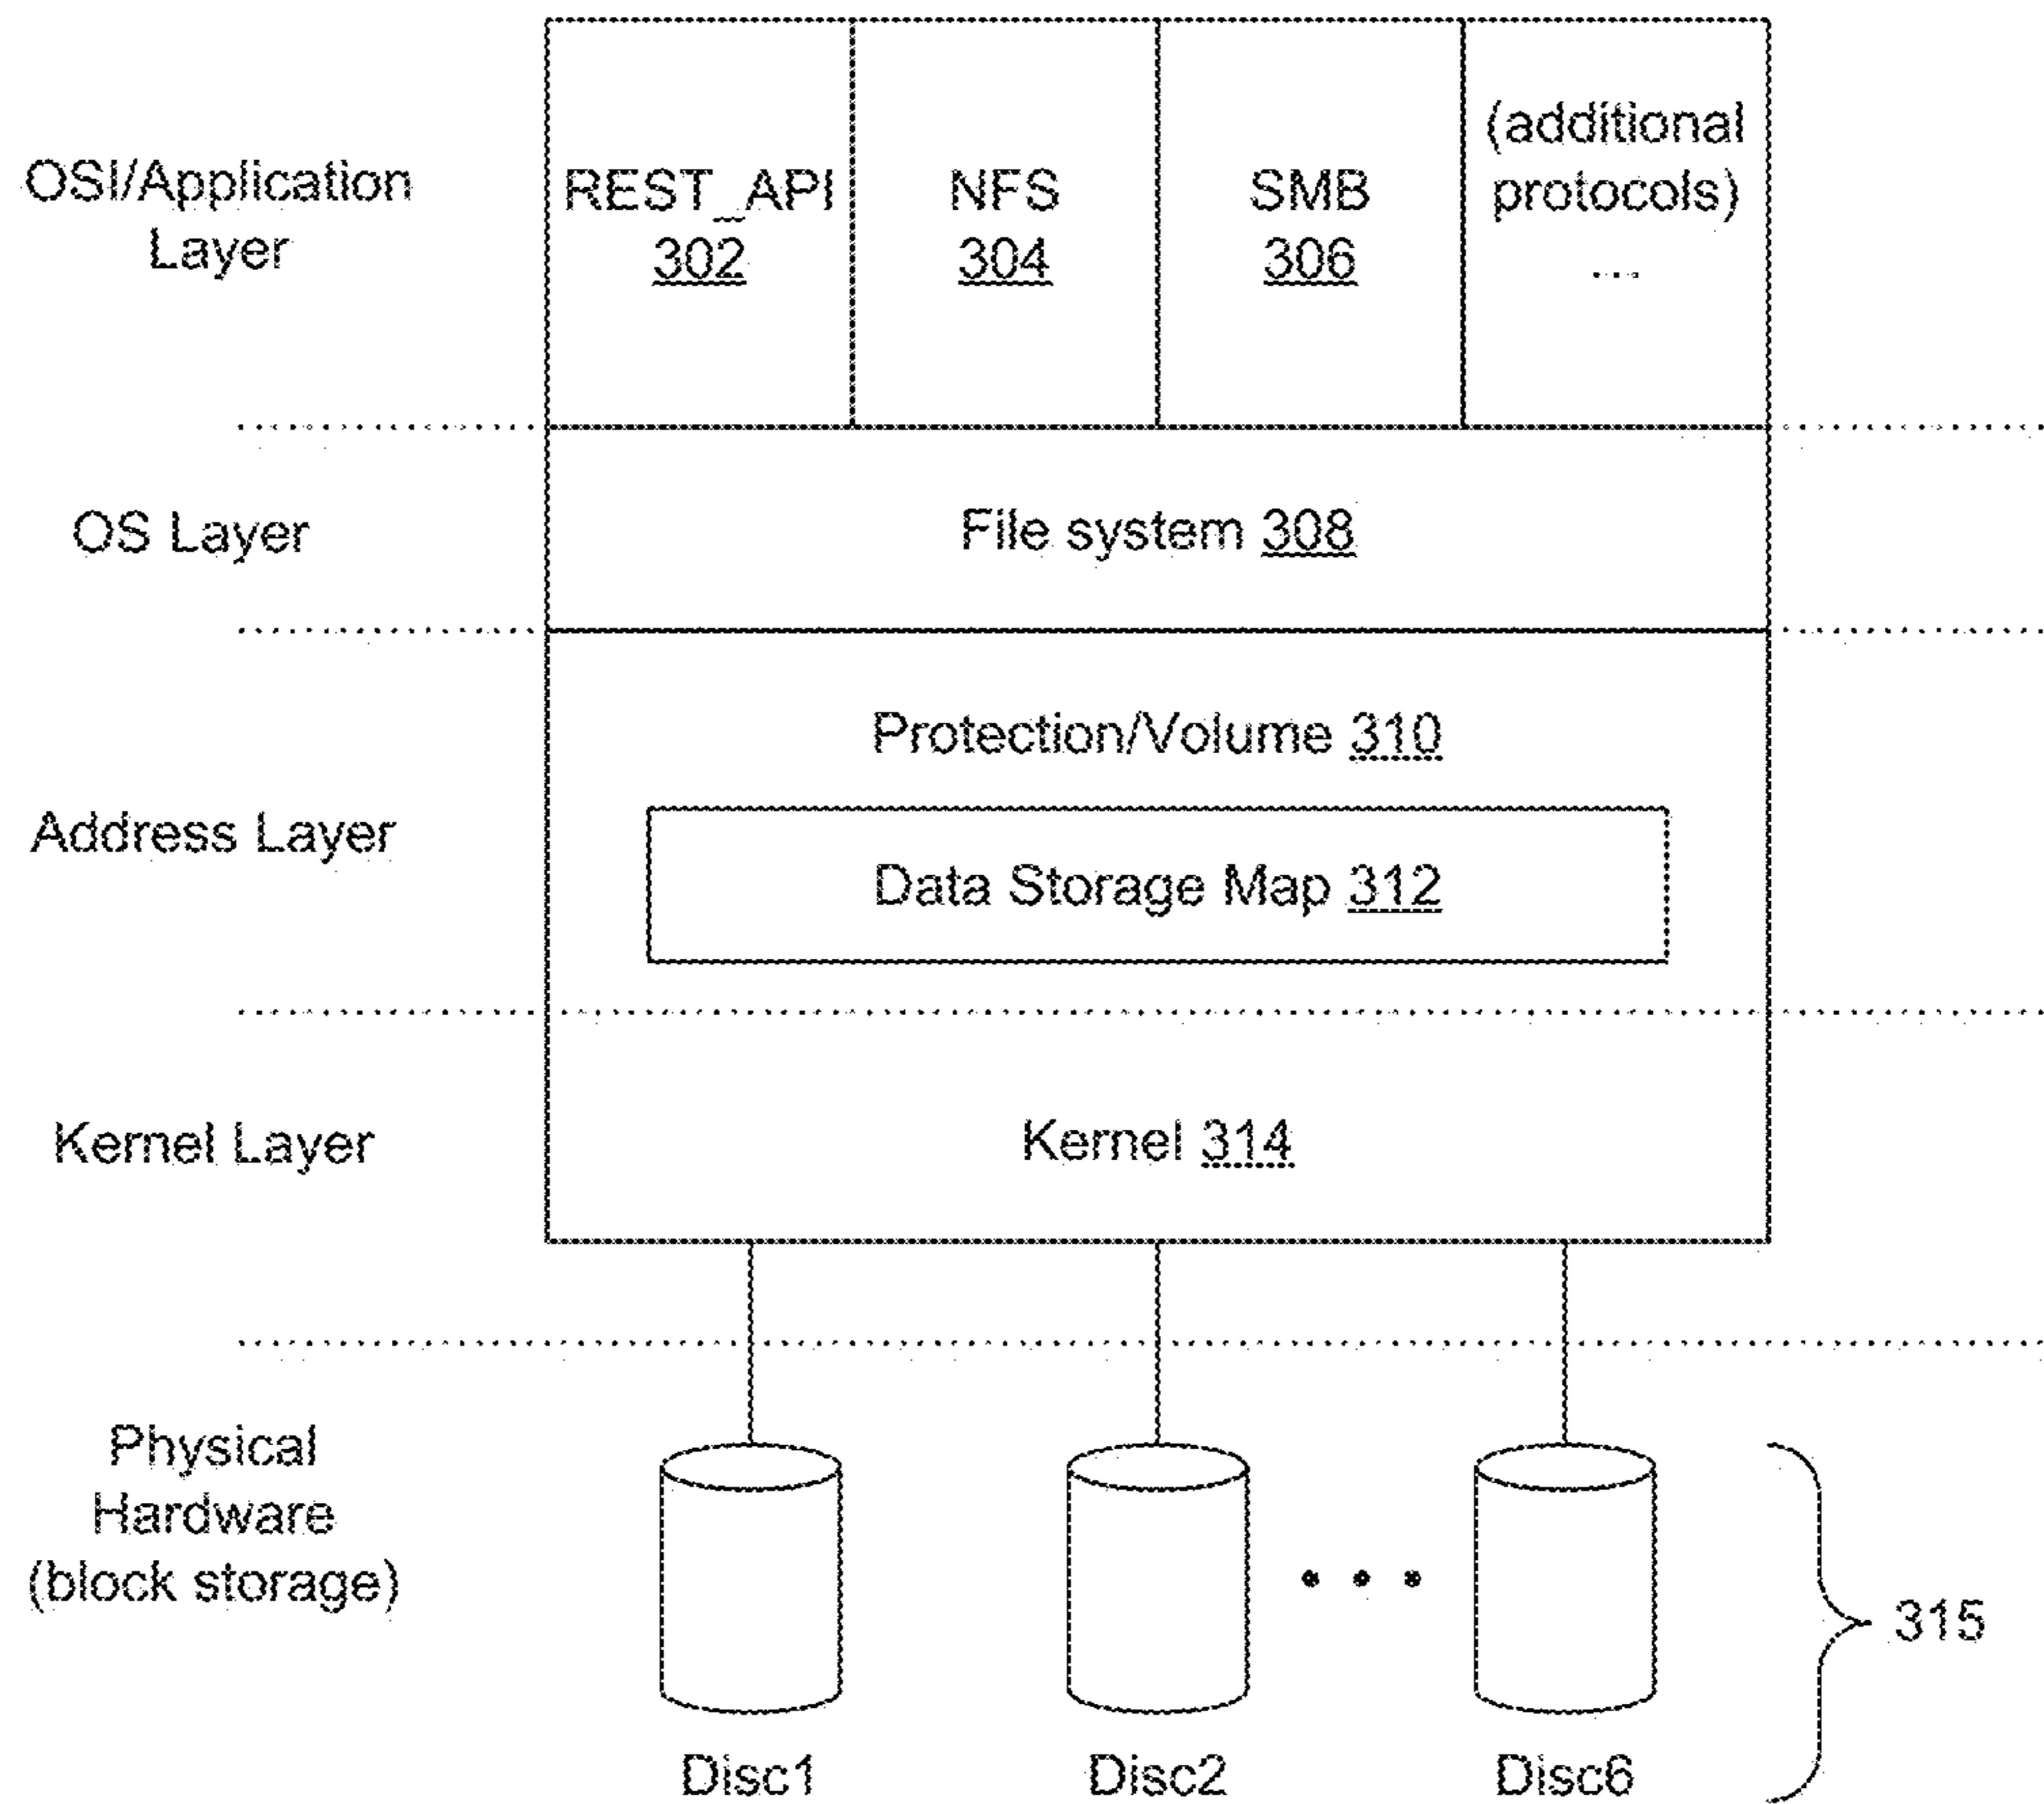 OSI/Application
Layer
REST_API
302
NFS
304
SMB
306
(additional
protocols)
...
OS Layer
File system 308
Address Layer
Protection/Volume 310
Data Storage Map 312
Kernel Layer
Kernel 314
Physical
Hardware
(block storage)
Disc1
Disc2
Disc6
315